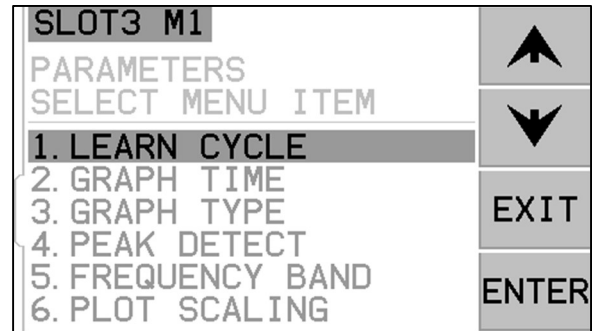 SLOT3 M1
PARAMETERS
SELECT MENU ITEM
1. LEARN CYCLE
2. GRAPH TIME
3. GRAPH TYPE
4. PEAK DETECT
5. FREQUENCY BAND
6. PLOT SCALING
EXIT
ENTER